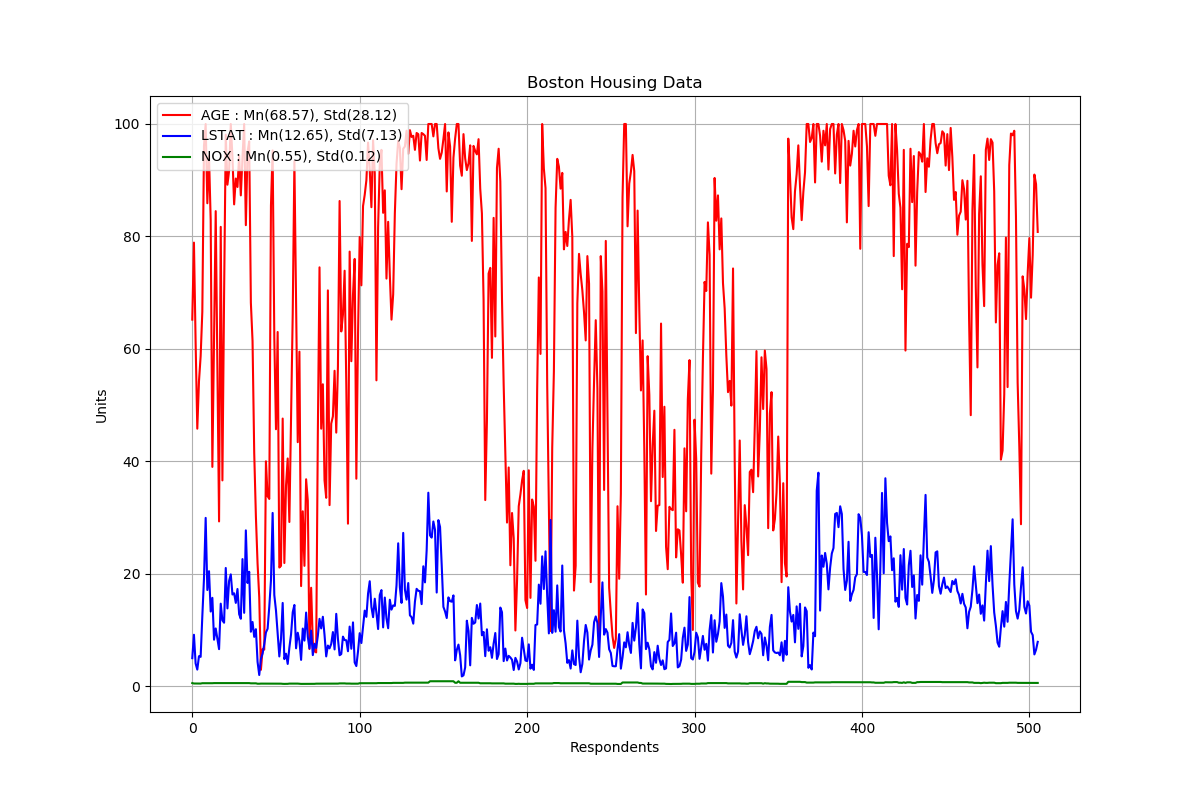 Boston Housing Data
AGE : Mn(68.57), Std(28.12)
LSTAT : Mn(12.65), Std(7.13)
NOX : Mn(0.55), Std(0.12)
100
80
60
40
20
0
Units
0 100 200 300 400 500
Respondents